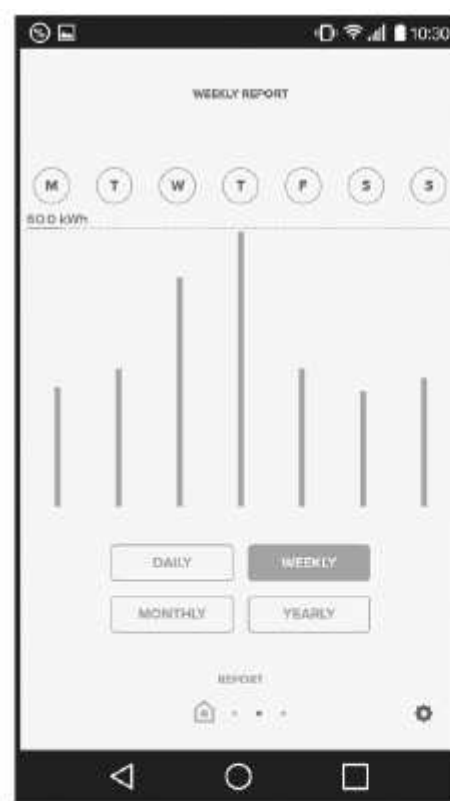 10:30
WEEKLY REPORT
M T W T F S S
60.0 kWh
DAILY WEEKLY
MONTHLY YEARLY
REPORT